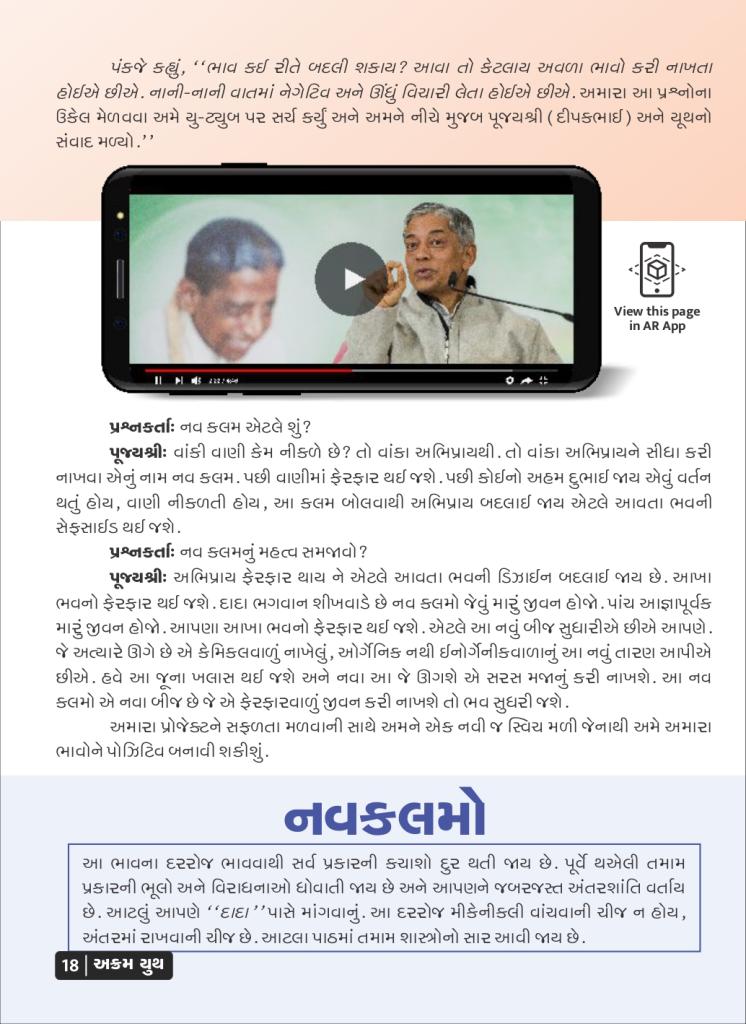 પંકજે કહ્યું, ‘‘ભાવ કઈ રીતે બદલી શકાય? આવા તો કેટલાય અવળા ભાવો કરી નાખતા
હોઈએ છીએ. નાની-નાની વાતમાં નેગેટિવ અને ઊંધું વિચારી લેતા હોઈએ છીએ. અમારા આ પ્રશ્નોના
ઉકેલ મેળવવા અમે યુ-ટ્યુબ પર સર્ચ કર્યું અને અમને નીચે મુજબ પૂજ્યશ્રી (દીપકભાઈ) અને યૂથનો
સંવાદ મળ્યો.’’
View this page
in AR App
પ્રશ્નકર્તાઃ નવ કલમ એટલે શું?
પૂજ્યશ્રીઃ વાંકી વાણી કેમ નીકળે છે? તો વાંકા અભિપ્રાયથી. તો વાંકા અભિપ્રાયને સીધા કરી
નાખવા એનું નામ નવ કલમ. પછી વાણીમાં ફેરફાર થઈ જશે. પછી કોઈનો અહમ દુભાઈ જાય એવું વર્તન
થતું હોય, વાણી નીકળતી હોય, આ કલમ બોલવાથી અભિપ્રાય બદલાઈ જાય એટલે આવતા ભવની
સેફસાઈડ થઈ જશે.
પ્રશ્નકર્તાઃ નવ કલમનું મહત્વ સમજાવો?
પૂજ્યશ્રીઃ અભિપ્રાય ફેરફાર થાય ને એટલે આવતા ભવની ડિઝાઈન બદલાઈ જાય છે. આખા
ભવનો ફેરફાર થઈ જશે. દાદા ભગવાન શીખવાડે છે નવ કલમો જેવું મારું જીવન હોજો. પાંચ આજ્ઞાપૂર્વક
મારું જીવન હોજો. આપણા આખા ભવનો ફેરફાર થઈ જશે. એટલે આ નવું બીજ સુધારીએ છીએ આપણે.
જે અત્યારે ઊગે છે એ કેમિકલવાળું નાખેલું, ઓર્ગેનિક નથી ઈનોર્ગેનીકવાળાનું આ નવું તારણ આપીએ
છીએ. હવે આ જૂના ખલાસ થઈ જશે અને નવા આ જે ઊગશે એ સરસ મજાનું કરી નાખશે. આ નવ
કલમો એ નવા બીજ છે જે એ ફેરફારવાળું જીવન કરી નાખશે તો ભવ સુધરી જશે.
અમારા પ્રોજેક્ટને સફળતા મળવાની સાથે અમને એક નવી જ સ્વિચ મળી જેનાથી અમે અમારા
ભાવોને પોઝિટિવ બનાવી શકીશું.
નવકલમો
આ ભાવના દરરોજ ભાવવાથી સર્વ પ્રકારની કચાશો દુર થતી જાય છે. પૂર્વે થએલી તમામ
પ્રકારની ભૂલો અને વિરાધનાઓ ધોવાતી જાય છે અને આપણને જબરજસ્ત અંતરશાંતિ વર્તાય
છે. આટલું આપણે ‘‘દાદા’’ પાસે માંગવાનું. આ દરરોજ મીકેનીકલી વાંચવાની ચીજ ન હોય,
અંતરમાં રાખવાની ચીજ છે. આટલા પાઠમાં તમામ શાસ્ત્રોનો સાર આવી જાય છે.
18 | અક્રમ યુથ